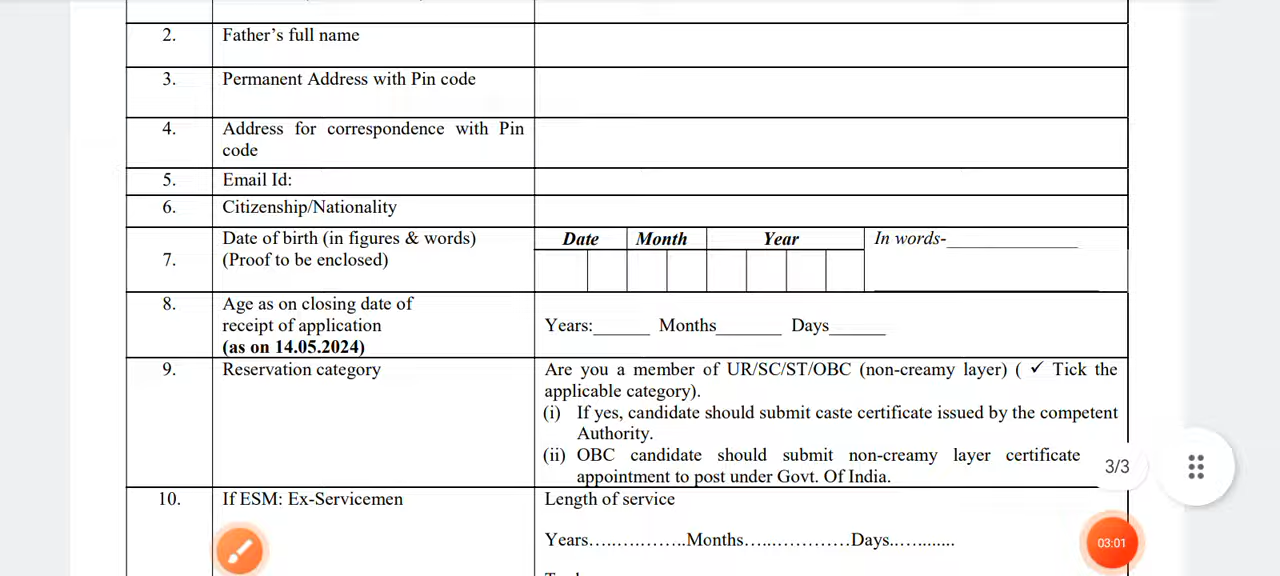 2. Father’s full name
3. Permanent Address with Pin code
4. Address for correspondence with Pin
code
5. Email Id:
6. Citizenship/Nationality
7. Date of birth (in figures & words)
(Proof to be enclosed)
Date Month Year In words-____________
8. Age as on closing date of
receipt of application
(as on 14.05.2024)
Years:______ Months_______ Days______
9. Reservation category
Are you a member of UR/SC/ST/OBC (non-creamy layer) ( ✓ Tick the
applicable category).
(i) If yes, candidate should submit caste certificate issued by the competent
Authority.
(ii) OBC candidate should submit non-creamy layer certificate
appointment to post under Govt. Of India.
10. If ESM: Ex-Servicemen
Length of service
Years……………..Months…..…………Days…..........
3/3
03:01